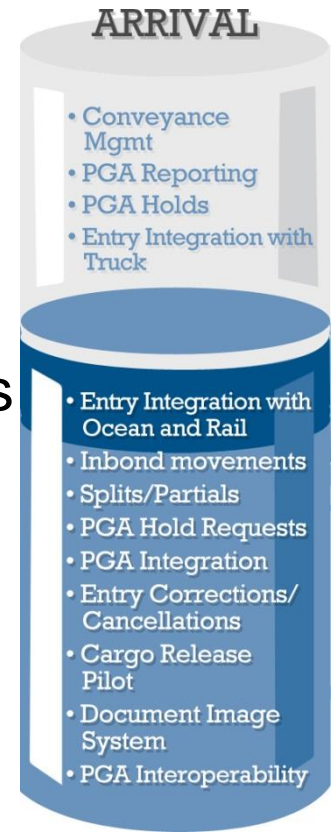 ARRIVAL
• Conveyance
Mgmt
• PGA Reporting
• PGA Holds
• Entry Integration with
Truck
s
• Entry Integration with
Ocean and Rail
• Inbond movements
• Splits/Partials
• PGA Hold Requests
• PGA Integration
• Entry Corrections/
Cancellations
• Cargo Release
Pilot
• Document Image
System
• PGA Interoperability